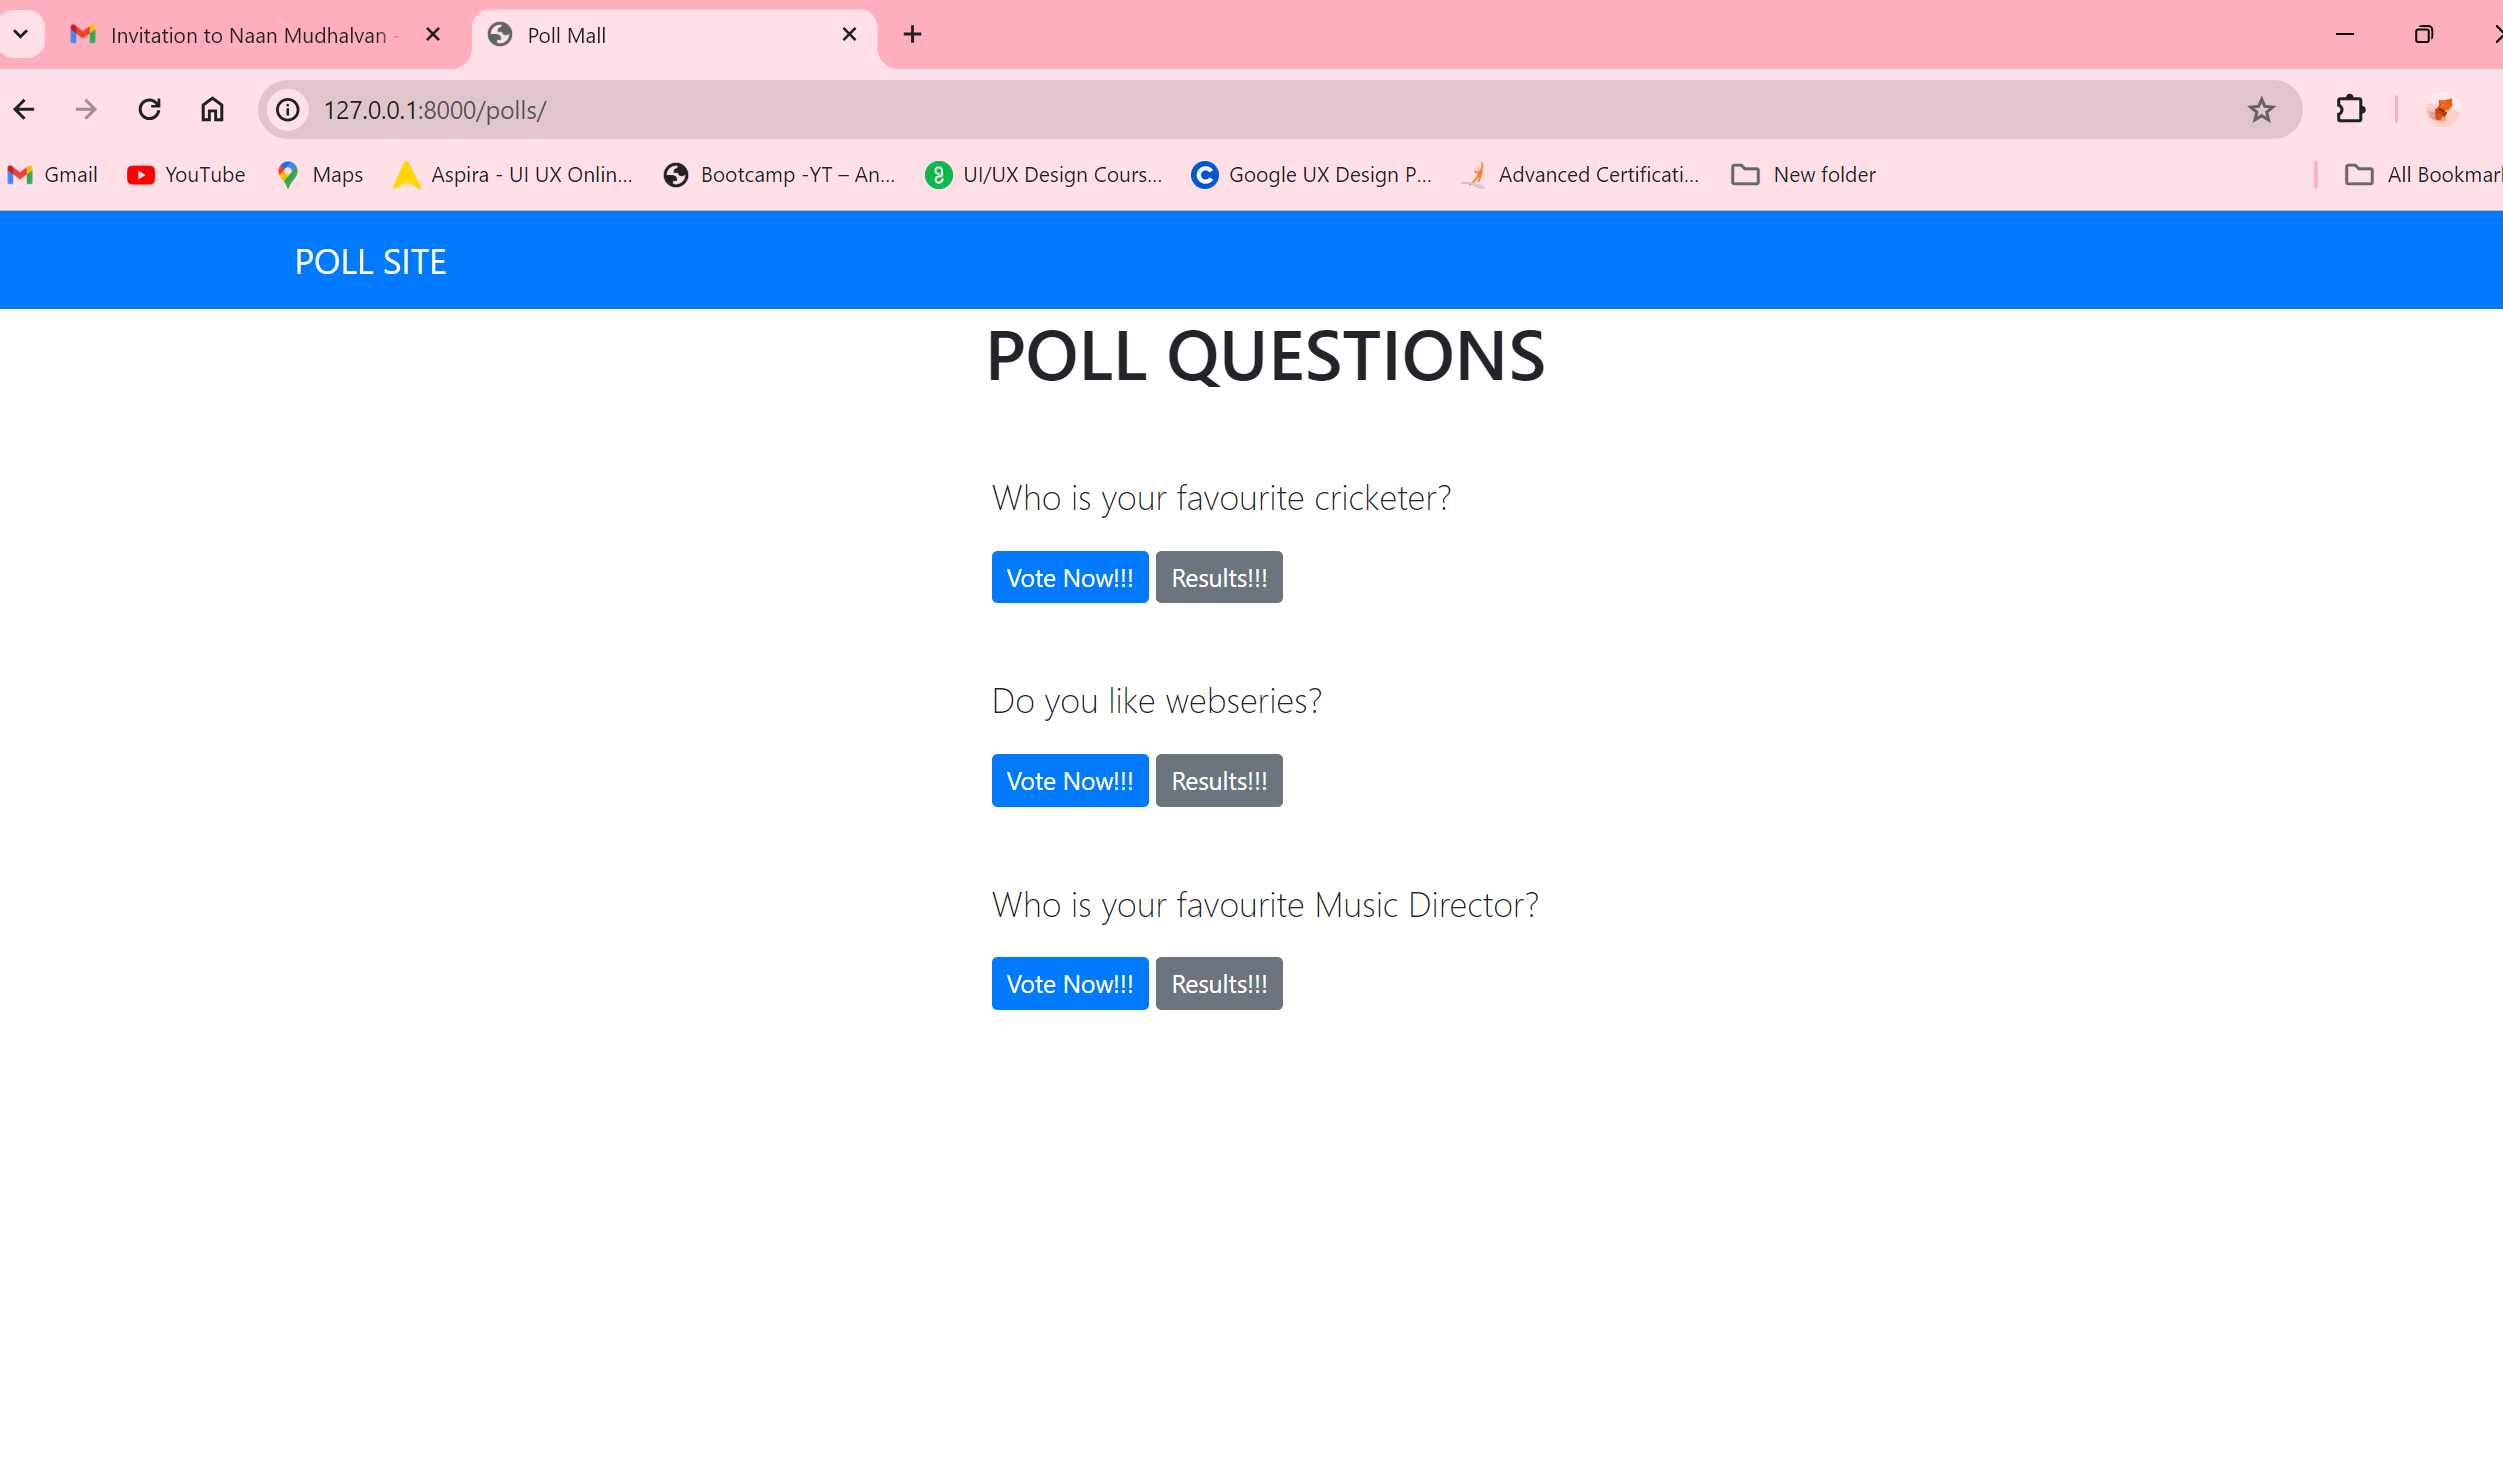 Invitation to Naan Mudhalvan -
Poll Mall
127.0.0.1:8000/polls/
Gmail YouTube Maps Aspira - UI UX Onlin... Bootcamp -YT – An... UI/UX Design Cours... Google UX Design P... Advanced Certificati... New folder All Bookmar
POLL SITE
POLL QUESTIONS
Who is your favourite cricketer?
Vote Now!!! Results!!!
Do you like webseries?
Vote Now!!! Results!!!
Who is your favourite Music Director?
Vote Now!!! Results!!!